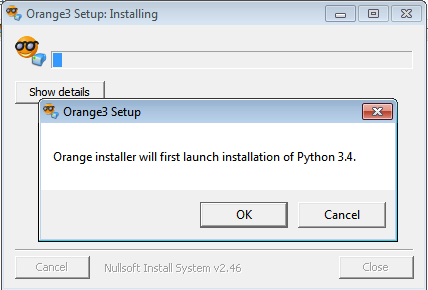 Orange3 Setup: Installing
Show details
Orange3 Setup
Orange installer will first launch installation of Python 3.4.
OK
Cancel
Cancel
Nullsoft Install System v2.46
Close